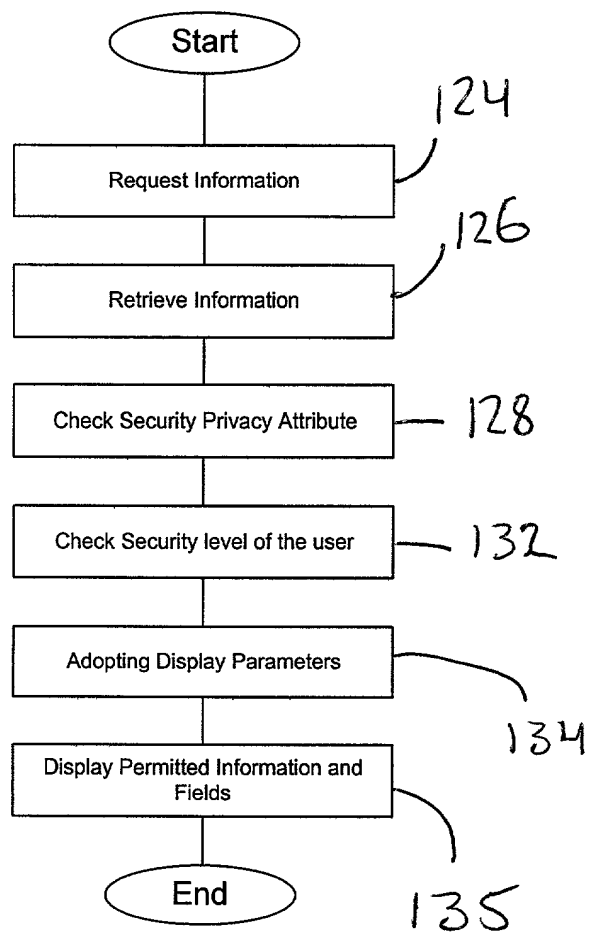 Start
124
Request Information
126
Retrieve Information
Check Security Privacy Attribute
128
Check Security level of the user
132
Adopting Display Parameters
134
Display Permitted Information and
Fields
135
End